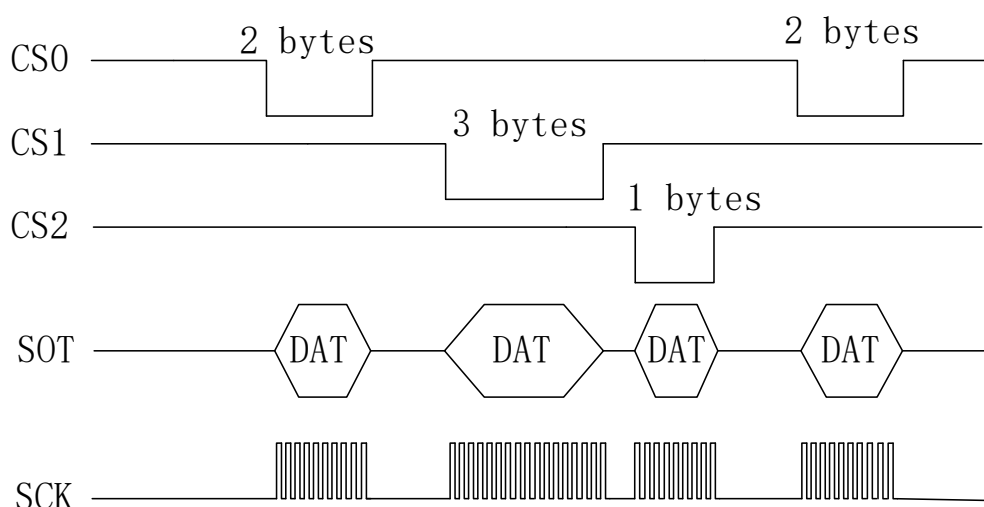 2 bytes
2 bytes
CS0
3 bytes
CS1
1 bytes
CS2
SOT
DAT
DAT
DAT
DAT
SCK